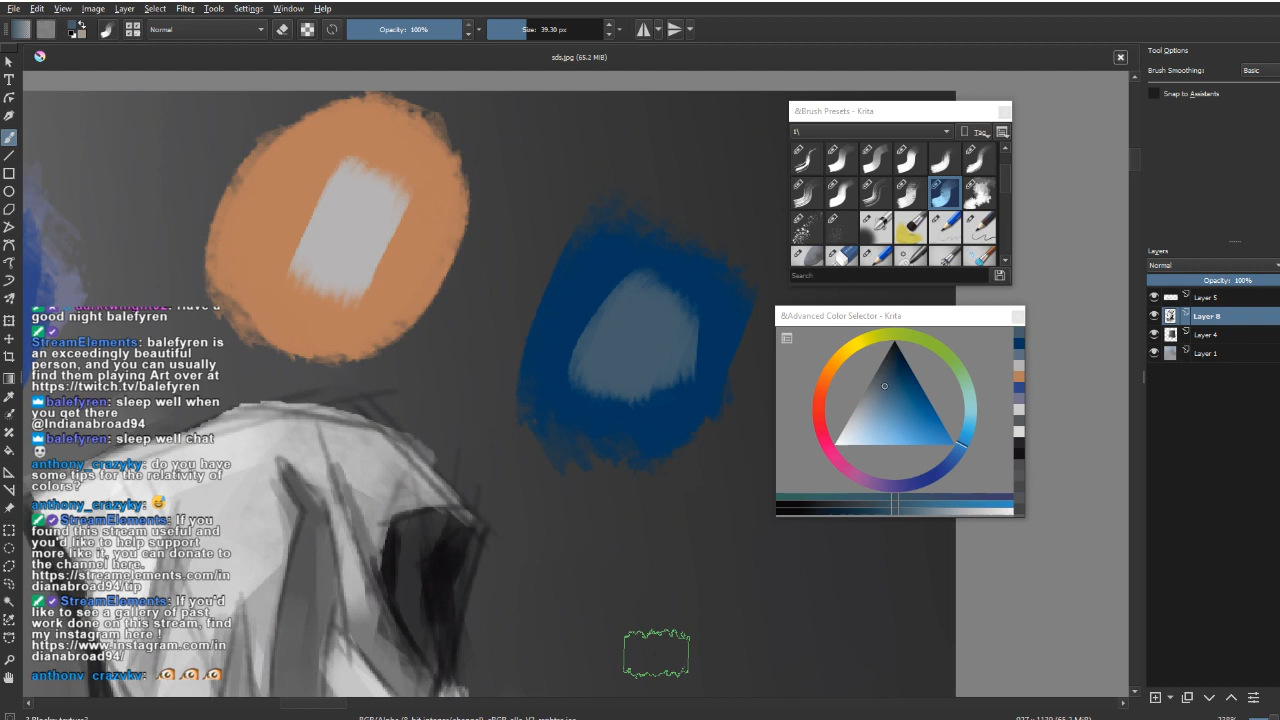 File Edit View Image Layer Select Filter Tools Settings Window Help
Normal
Opacity: 100%
Size: 39.30 px
sds.jpg (65.2 MiB)
Tool Options
Brush Smoothing: Basic
Snap to Assistants
&Brush Presets - Krita
Tag
Search
&Advanced Color Selector - Krita
Layers
Normal
Opacity: 100%
Layer 5
Layer 8
Layer 4
Layer 1
good night balefyren
StreamElements: balefyren is
an exceedingly beautiful
person, and you can usually
find them playing Art over at
https://twitch.tv/balefyren
balefyren: sleep well when
you get there
@Indianabroad94
balefyren: sleep well chat
anthony_crazyky: do you have
some tips for the relativity of
colors?
anthony_crazyky:
StreamElements: If you
found this stream useful and
you'd like to help support
more like it, you can donate to
the channel here.
https://streamelements.com/in
dianabroad94/tip
StreamElements: If you'd
like to see a gallery of past
work done on this stream, find
my instagram here !
https://www.instagram.com/in
dianabroad94/
anthony_crazyky: